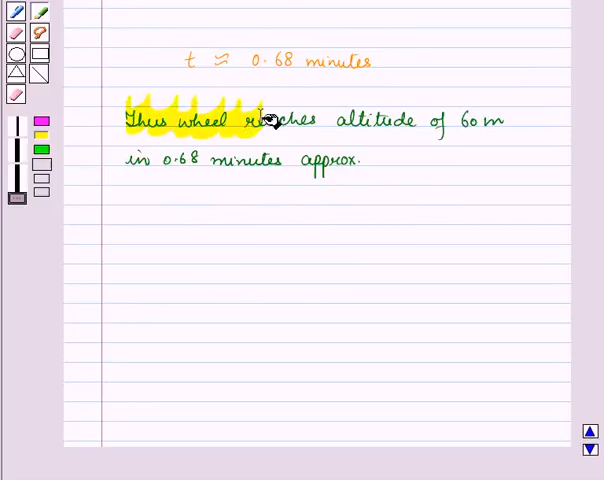 t ≈ 0.68 minutes
Thus wheel reaches altitude of 60 m
in 0.68 minutes approx.